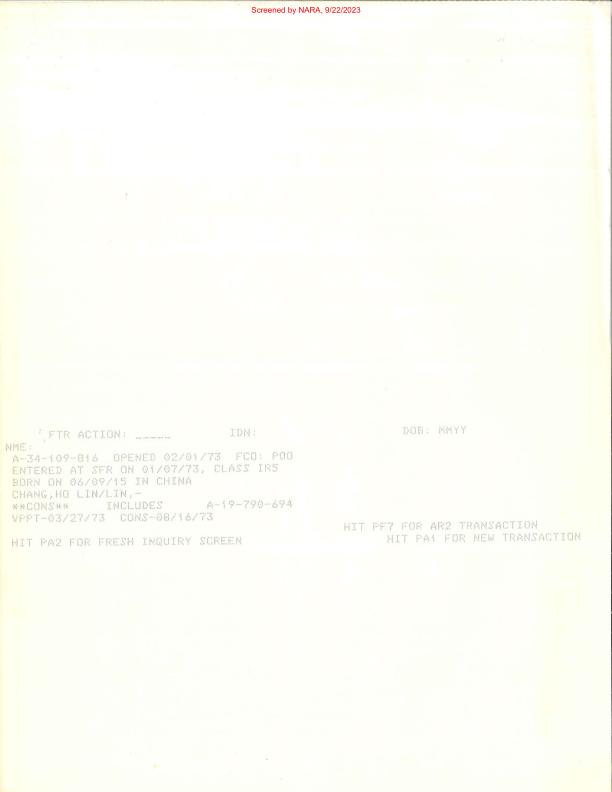 Screened by NARA, 9/22/2023
FTR ACTION: _____ IDN: DOB: MMYY
NME:
A-34-109-816 OPENED 02/01/73 FCO: POO
ENTERED AT SFR ON 01/07/73, CLASS IR5
BORN ON 06/09/15 IN CHINA
CHANG,HO LIN/LIN,-
**CONS** INCLUDES A-19-790-694
VPPT-03/27/73 CONS-08/16/73
HIT PF7 FOR AR2 TRANSACTION
HIT PA2 FOR FRESH INQUIRY SCREEN HIT PA1 FOR NEW TRANSACTION